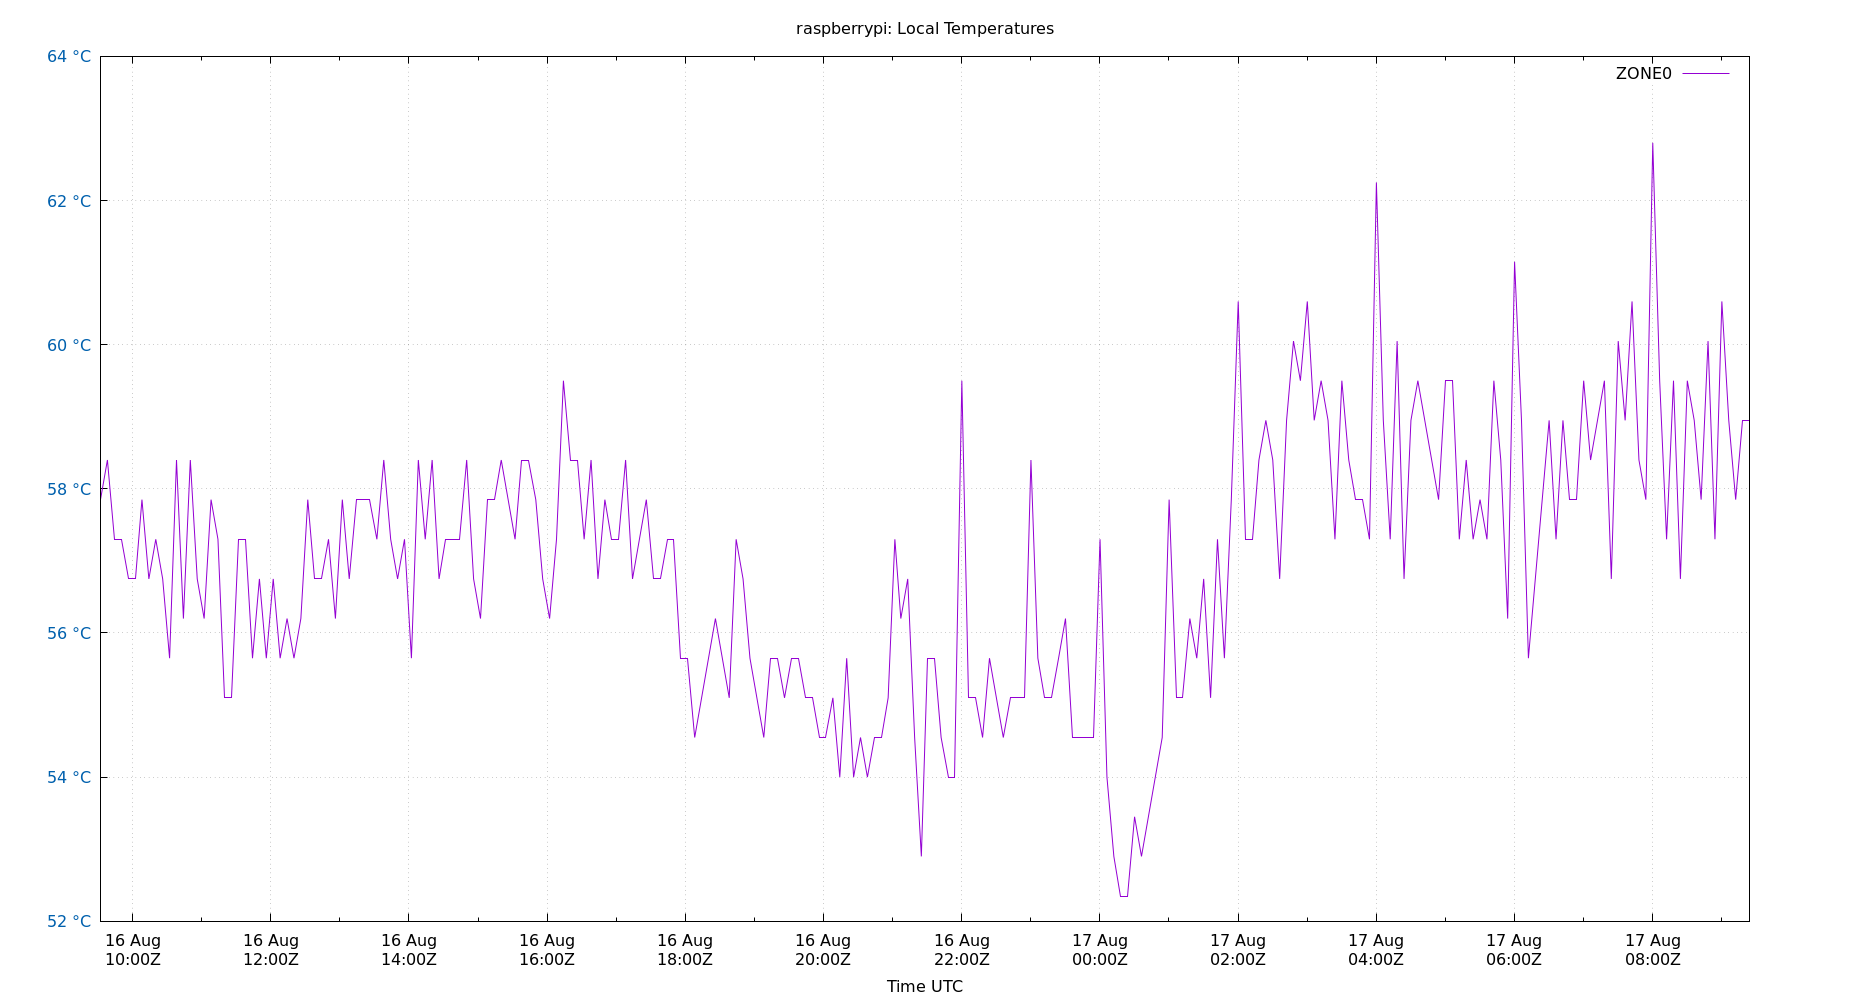 raspberrypi: Local Temperatures
64 °C
ZONE0
62 °C
60 °C
58 °C
56 °C
54 °C
52 °C
16 Aug 16 Aug 16 Aug 16 Aug 16 Aug 16 Aug 16 Aug 17 Aug 17 Aug 17 Aug 17 Aug 17 Aug
10:00Z 12:00Z 14:00Z 16:00Z 18:00Z 20:00Z 22:00Z 00:00Z 02:00Z 04:00Z 06:00Z 08:00Z
Time UTC